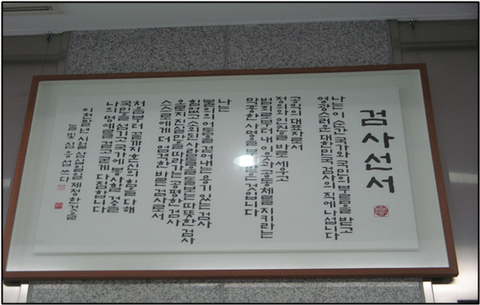 검사선서
나는 이 순간 국가와 국민의 부름을 받고
영광스러운 대한민국 검사의 직에 나섭니다
공익의 대표자로서
정의와 인권을 바로 세우고
범죄로부터 내 이웃과 공동체를 지키라는
막중한 사명을 부여받은 것입니다
나는
불의의 어둠을 걷어내는 용기 있는 검사
힘없고 소외된 사람들을 돌보는 따뜻한 검사
오로지 진실만을 따라가는 공평한 검사
스스로에게 더 엄격한 바른 검사로서
처음부터 끝까지 혼신의 힘을 다해
국민을 섬기고 국가에 봉사할 것을
나의 명예를 걸고 굳게 다짐합니다